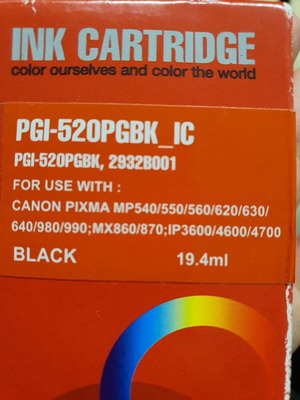 INK CARTRIDGE
color ourselves and color the world
PGI-520PGBK_IC
PGI-520PGBK, 2932B001
FOR USE WITH :
CANON PIXMA MP540/550/560/620/630/
640/980/990;MX860/870;IP3600/4600/4700
BLACK 19.4ml